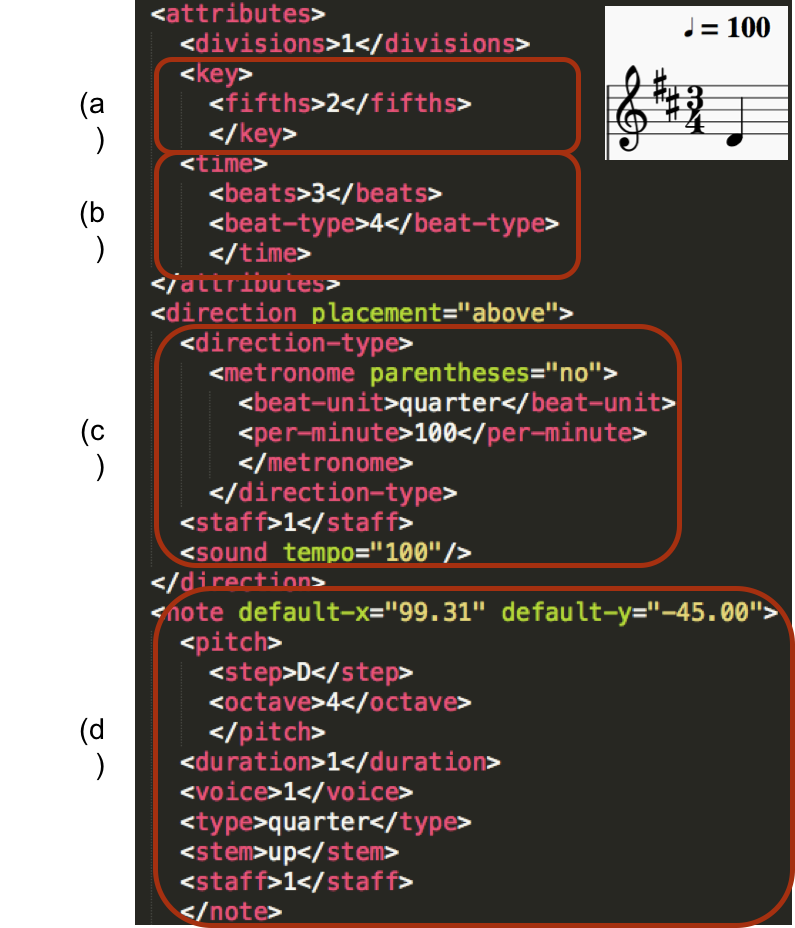 <attributes>
<divisions>1</divisions>
<key>
<fifths>2</fifths>
</key>
<time>
<beats>3</beats>
<beat-type>4</beat-type>
</time>
</attributes>
<direction placement="above">
<direction-type>
<metronome parentheses="no">
<beat-unit>quarter</beat-unit>
<per-minute>100</per-minute>
</metronome>
</direction-type>
<staff>1</staff>
<sound tempo="100"/>
</direction>
<note default-x="99.31" default-y="-45.00">
<pitch>
<step>D</step>
<octave>4</octave>
</pitch>
<duration>1</duration>
<voice>1</voice>
<type>quarter</type>
<stem>up</stem>
<staff>1</staff>
</note>
(a
)
(b
)
(c
)
(d
)
♩ = 100
3
4